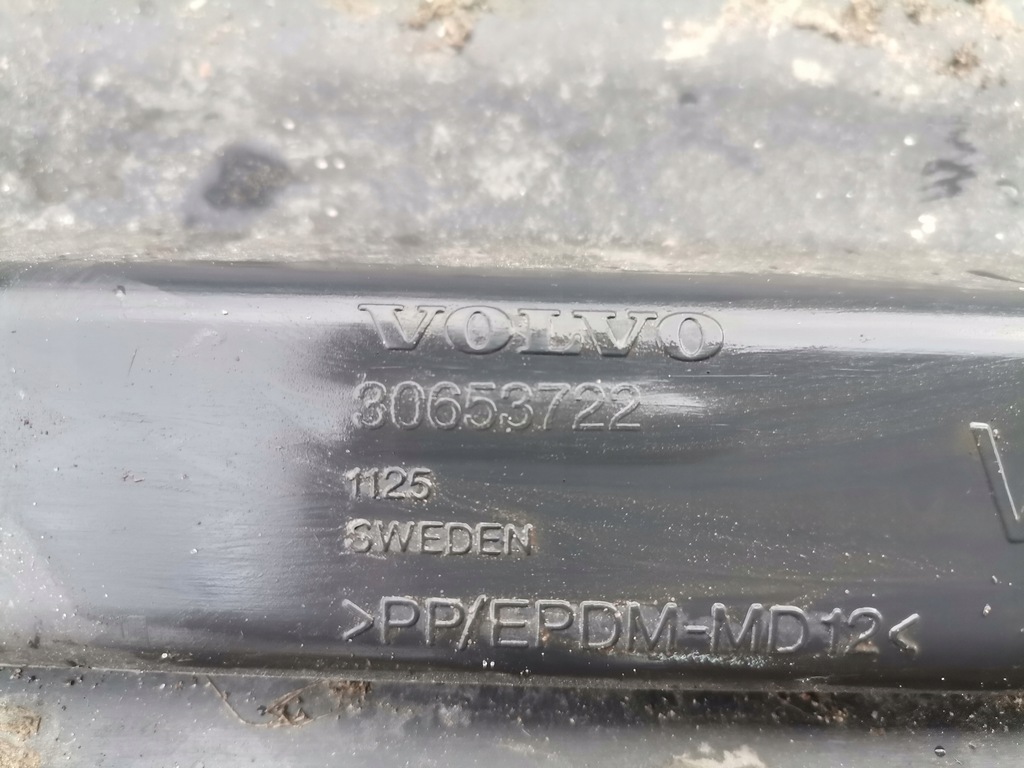 VOLVO
30653722
1125
SWEDEN
>PP/EPDM-MD12<